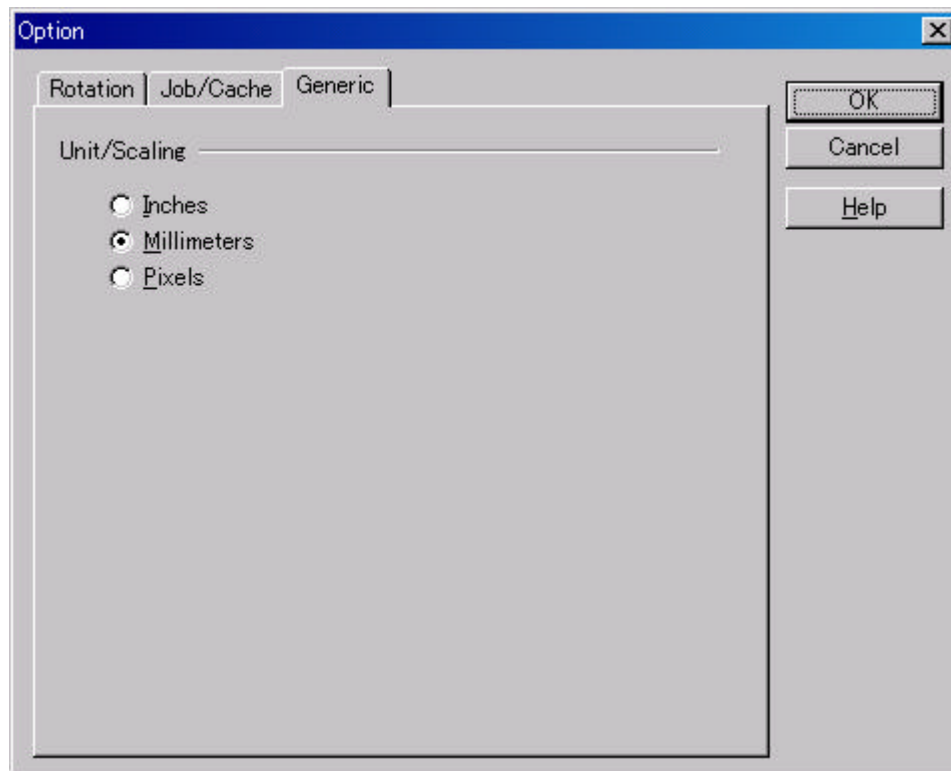 Option
Rotation Job/Cache Generic
OK
Unit/Scaling
Cancel
Inches
Help
Millimeters
Pixels